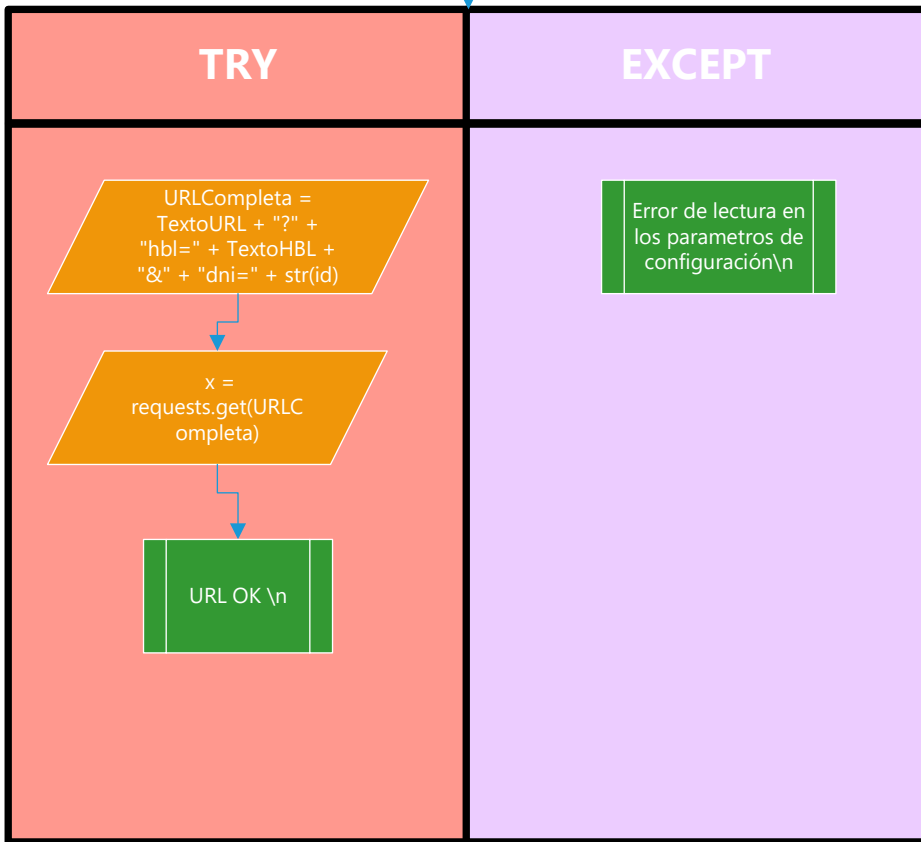 TRY
EXCEPT
URLCompleta =
TextoURL + "?" +
"hbl=" + TextoHBL +
"&" + "dni=" + str(id)
x =
requests.get(URLC
ompleta)
URL OK \n
Error de lectura en
los parametros de
configuración\n